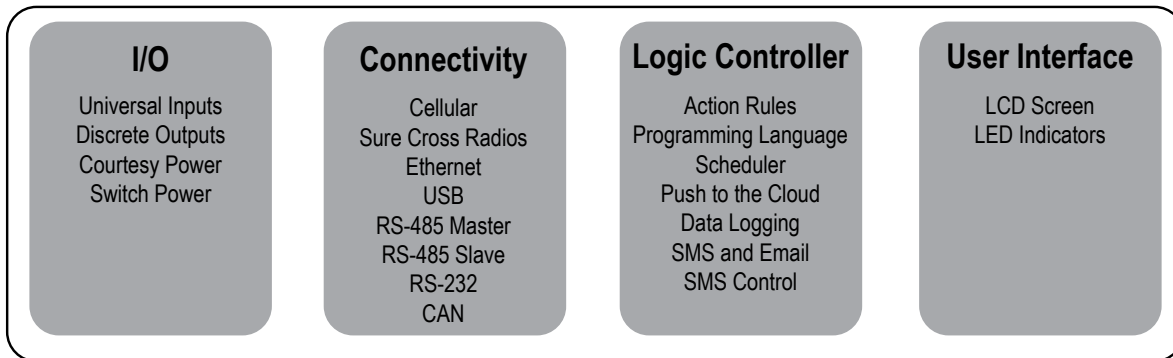 I/O
Universal Inputs
Discrete Outputs
Courtesy Power
Switch Power
Connectivity
Cellular
Sure Cross Radios
Ethernet
USB
RS-485 Master
RS-485 Slave
RS-232
CAN
Logic Controller
Action Rules
Programming Language
Scheduler
Push to the Cloud
Data Logging
SMS and Email
SMS Control
User Interface
LCD Screen
LED Indicators